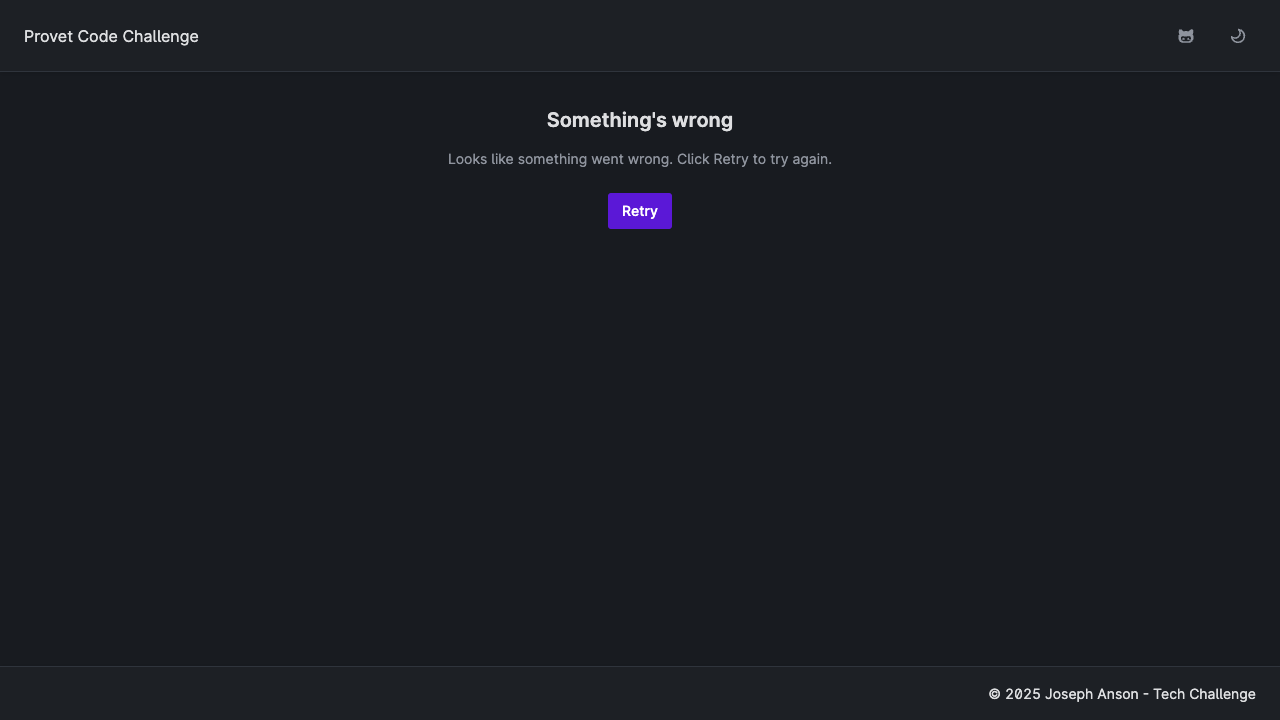 Provet Code Challenge
Something's wrong
Looks like something went wrong. Click Retry to try again.
Retry
© 2025 Joseph Anson - Tech Challenge